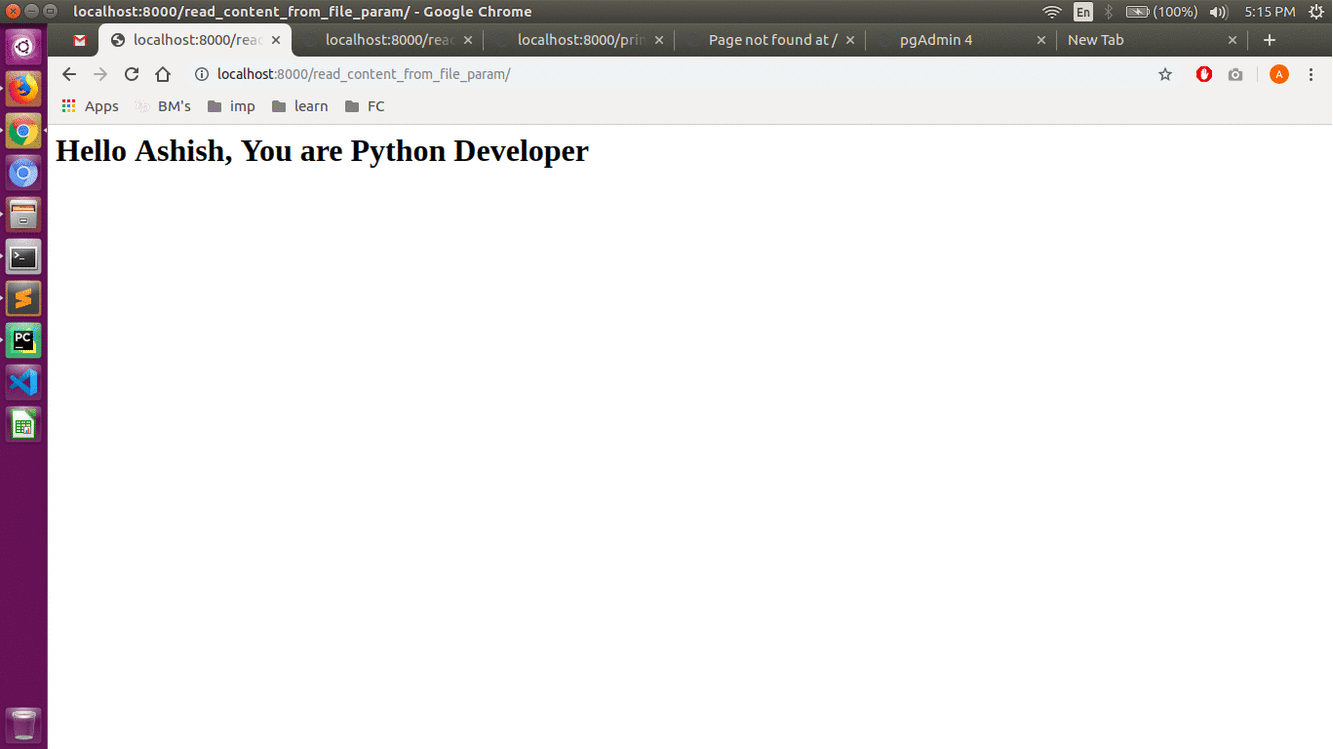 localhost:8000/read_content_from_file_param/ - Google Chrome
En
(100%)
5:15 PM
localhost:8000/reac
localhost:8000/reac
localhost:8000/prin
Page not found at /
pgAdmin 4
New Tab
localhost:8000/read_content_from_file_param/
A
Apps
BM's
imp
learn
FC
Hello Ashish, You are Python Developer
PC